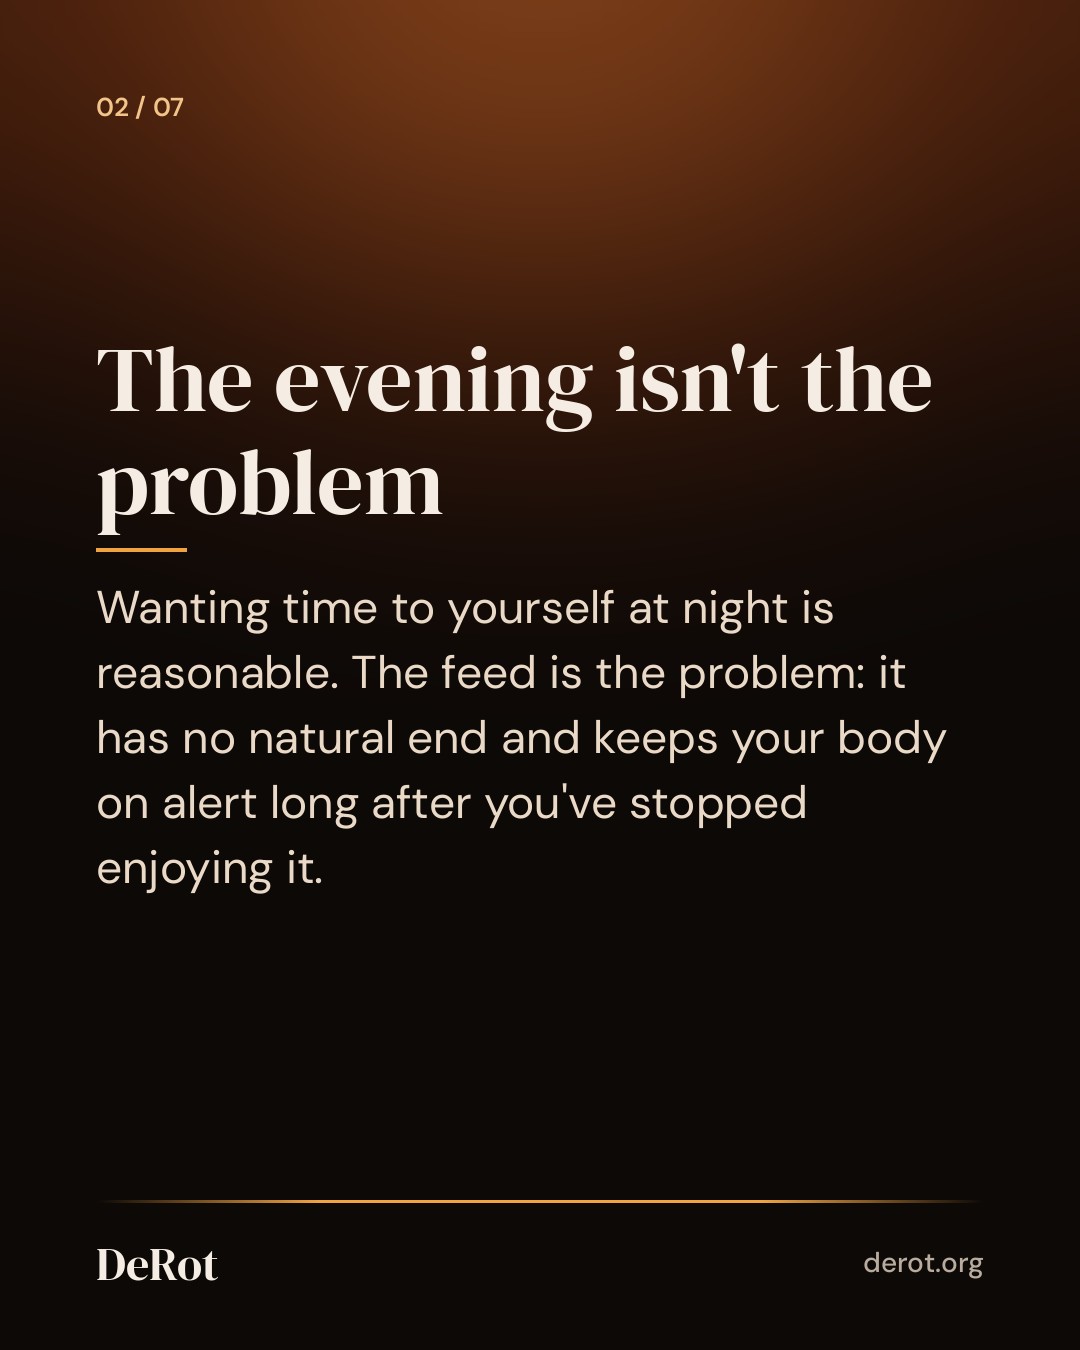 02 / 07
The evening isn't the
problem
Wanting time to yourself at night is
reasonable. The feed is the problem: it
has no natural end and keeps your body
on alert long after you've stopped
enjoying it.
DeRot
derot.org